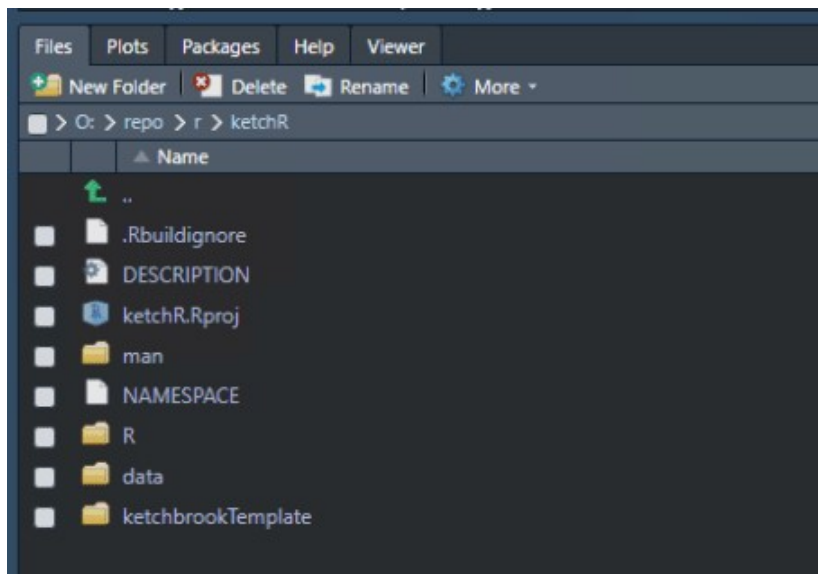 Files Plots Packages Help Viewer
New Folder Delete Rename More
O: > repo > r > ketchR
Name
..
.Rbuildignore
DESCRIPTION
ketchR.Rproj
man
NAMESPACE
R
data
ketchbrookTemplate